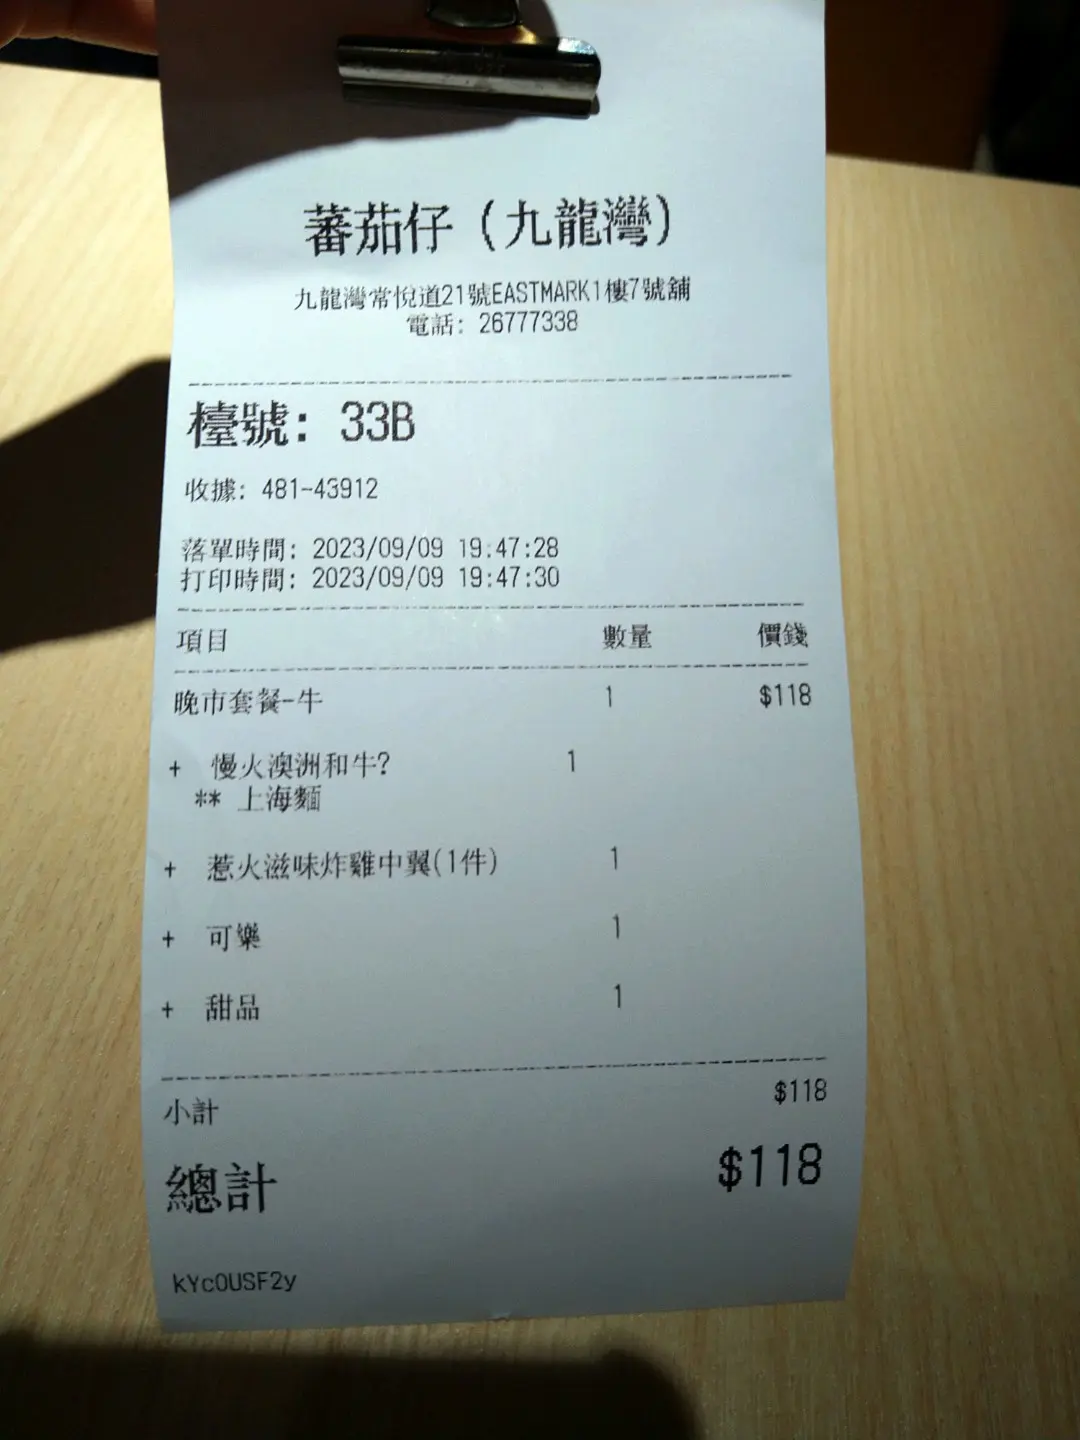 蕃茄仔（九龍灣）
九龍灣常悅道21號EASTMARK1樓7號舖
電話: 26777338
檯號: 33B
收據: 481-43912
落單時間: 2023/09/09 19:47:28
打印時間: 2023/09/09 19:47:30
項目 數量 價錢
晚市套餐-牛 1 $118
+ 慢火澳洲和牛? 1
** 上海麵
+ 惹火滋味炸雞中翼(1件) 1
+ 可樂 1
+ 甜品 1
小計 $118
總計 $118
kYcOUSF2y